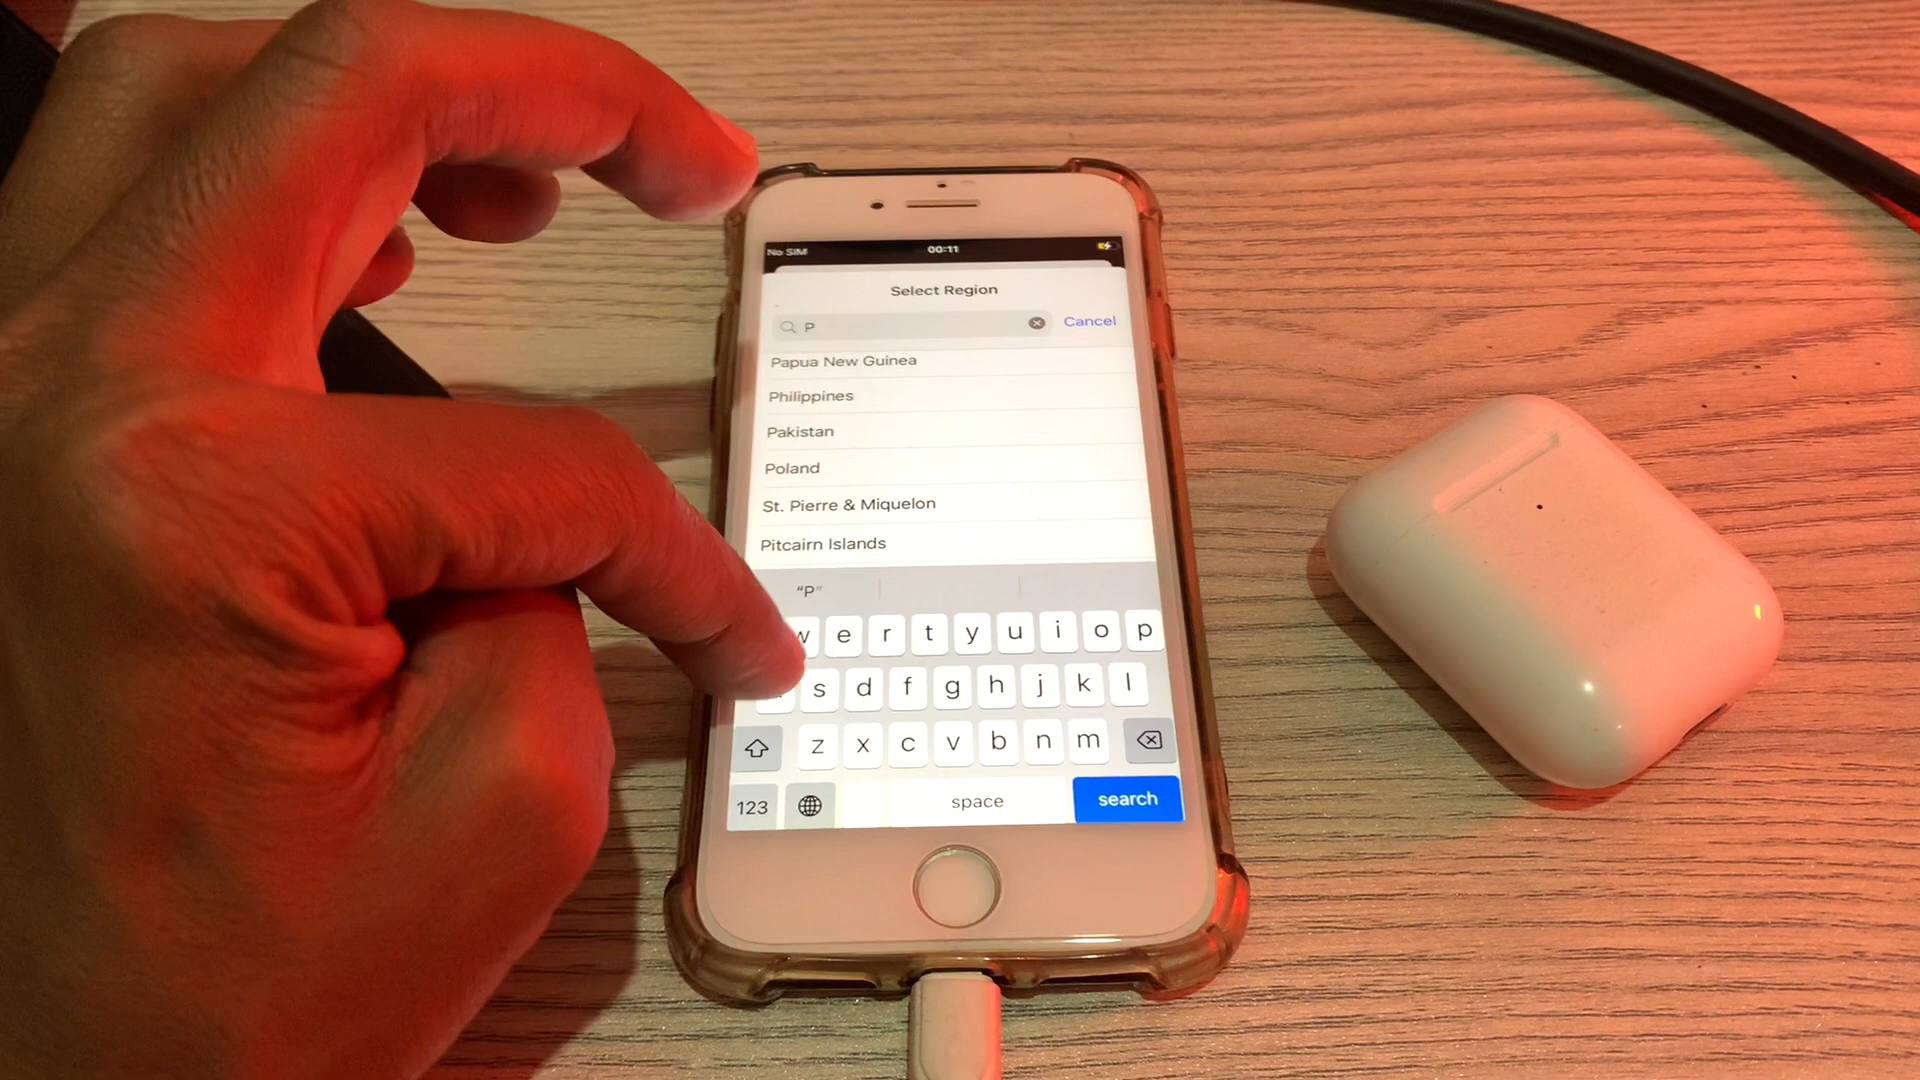 No SIM 00:11
Select Region
P Cancel
Papua New Guinea
Philippines
Pakistan
Poland
St. Pierre & Miquelon
Pitcairn Islands
"P"
w e r t y u i o p
s d f g h j k l
z x c v b n m
123 space search